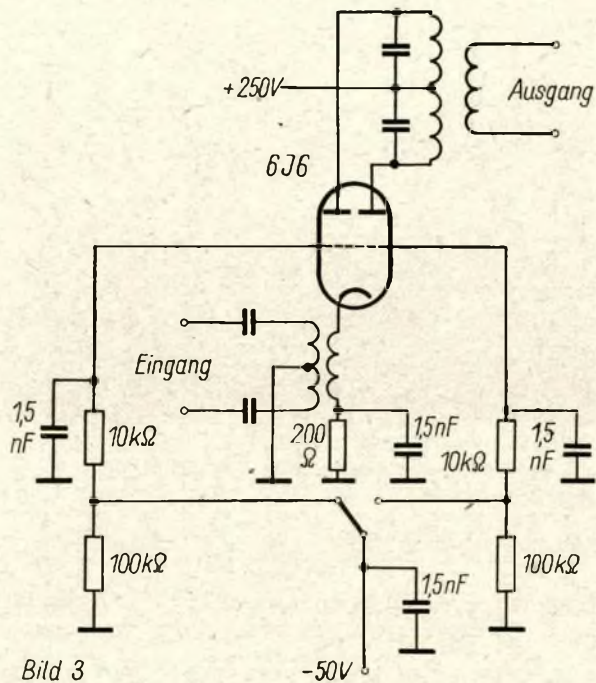 +250V
Ausgang
6J6
Eingang
1,5
nF
10kΩ
200
Ω
1,5nF
10kΩ
1,5
nF
100kΩ
1,5nF
100kΩ
Bild 3
-50V